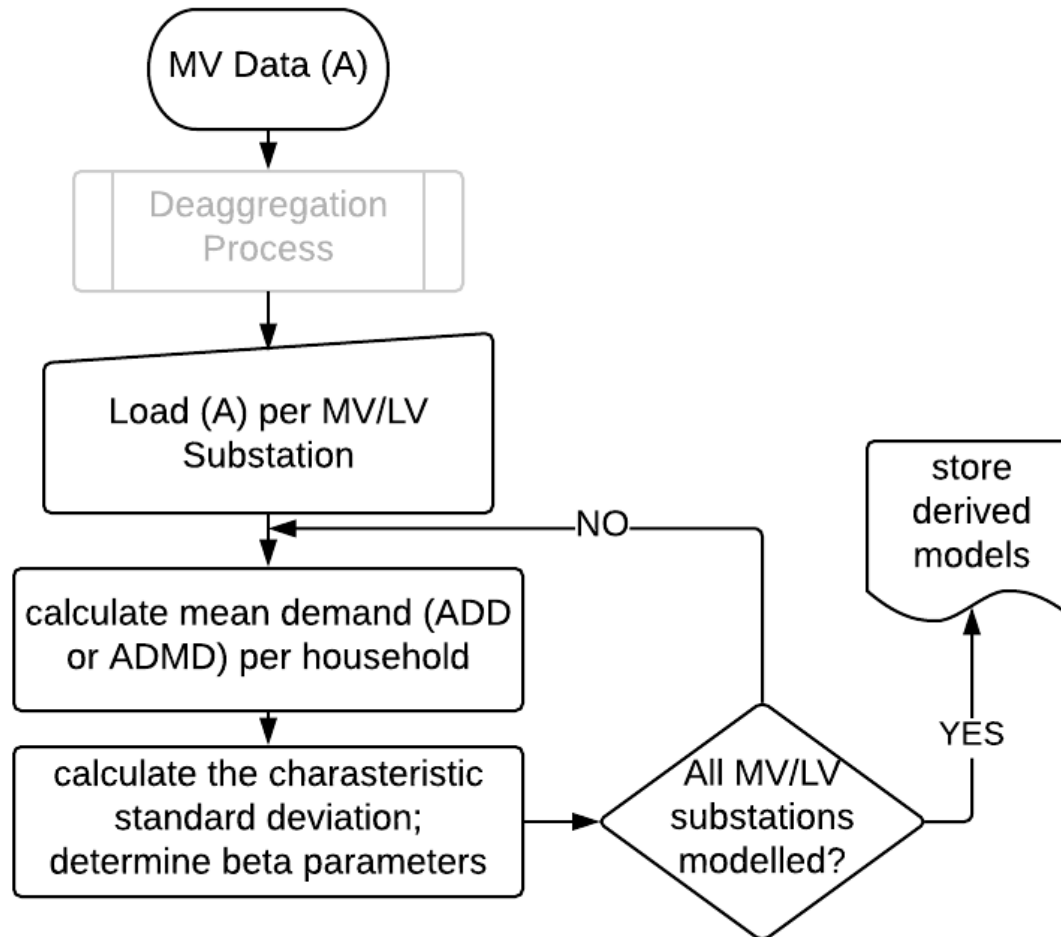 MV Data (A)
Deaggregation
Process
Load (A) per MV/LV
Substation
NO
store
derived
models
calculate mean demand (ADD
or ADMD) per household
calculate the charasteristic
standard deviation;
determine beta parameters
All MV/LV
substations
modelled?
YES